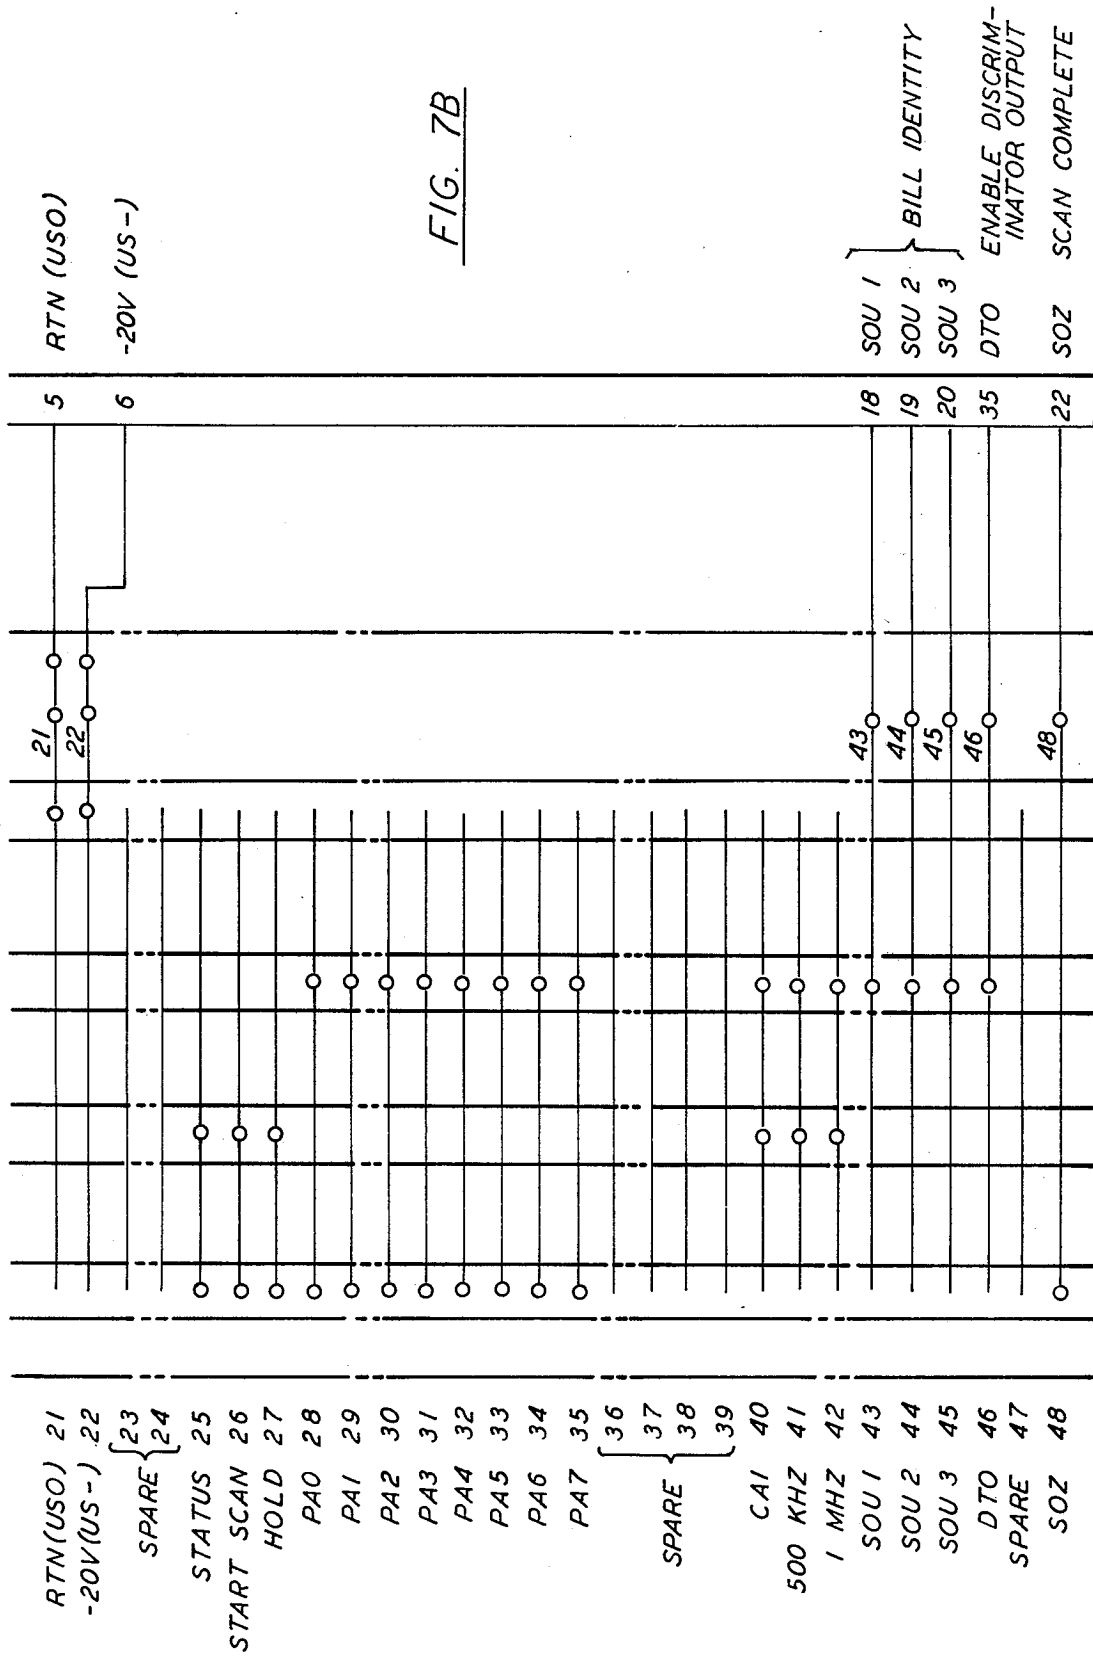 RTN (USO) 21
-20V (US-) 22
SPARE { 23
24
STATUS 25
START SCAN 26
HOLD 27
PA0 28
PA1 29
PA2 30
PA3 31
PA4 32
PA5 33
PA6 34
PA7 35
SPARE { 36
37
38
39
CA1 40
500 KHZ 41
1 MHZ 42
SOU 1 43
SOU 2 44
SOU 3 45
DTO 46
SPARE 47
SOZ 48
21
22
43
44
45
46
48
5 RTN (USO)
6 -20V (US-)
18 SOU 1
19 SOU 2 } BILL IDENTITY
20 SOU 3
35 DTO ENABLE DISCRIM-
INATOR OUTPUT
22 SOZ SCAN COMPLETE
FIG. 7B